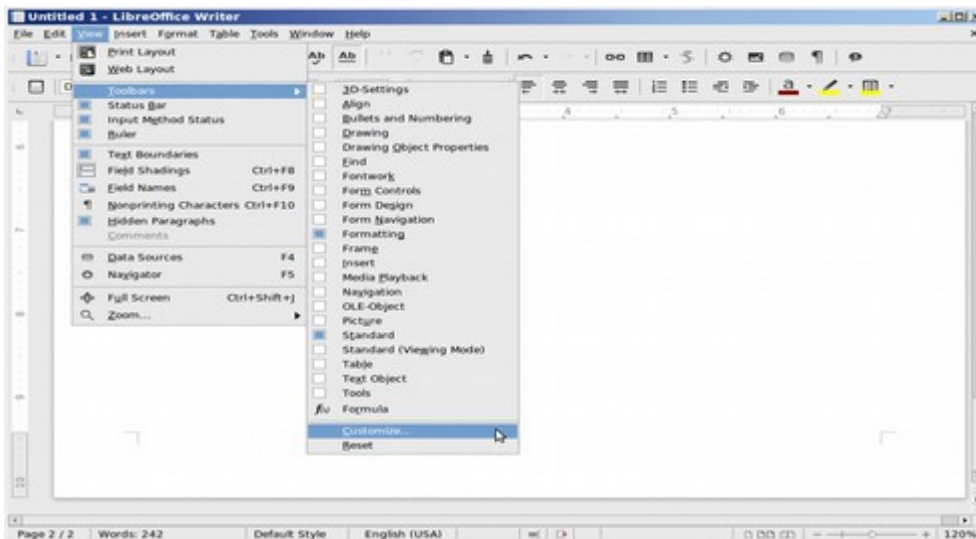 Untitled 1 - LibreOffice Writer
File Edit View Insert Format Table Tools Window Help
Print Layout
Web Layout
Toolbars
Status Bar
Input Method Status
Ruler
Text Boundaries
Field Shadings Ctrl+F8
Field Names Ctrl+F9
Nonprinting Characters Ctrl+F10
Hidden Paragraphs
Comments
Data Sources F4
Navigator F5
Full Screen Ctrl+Shift+J
Zoom...
3D-Settings
Align
Bullets and Numbering
Drawing
Drawing Object Properties
Find
Fontwork
Form Controls
Form Design
Form Navigation
Formatting
Frame
Insert
Media Playback
Navigation
OLE-Object
Picture
Standard
Standard (Viewing Mode)
Table
Text Object
Tools
Formula
Customize...
Reset
4 5 6 7
10
Page 2 / 2 Words: 242 Default Style English (USA) 120%